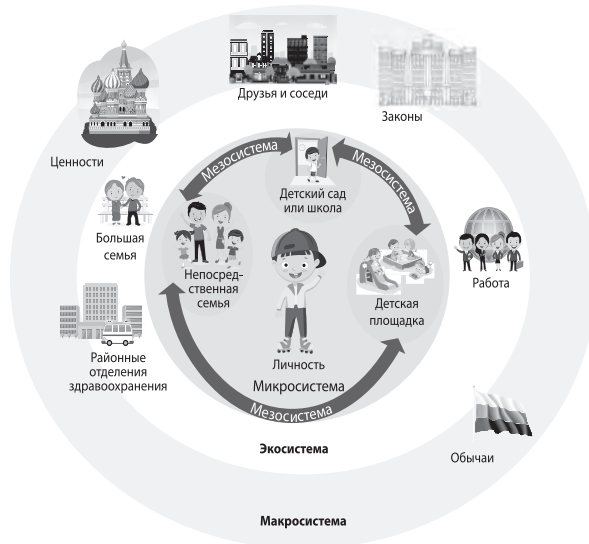 Друзья и соседи
Законы
Ценности
Мезосистема
Мезосистема
Детский сад
или школа
Большая
семья
Непосред-
ственная
семья
Детская
площадка
Работа
Районные
отделения
здравоохранения
Личность
Микросистема
Мезосистема
Экосистема
Обычаи
Макросистема